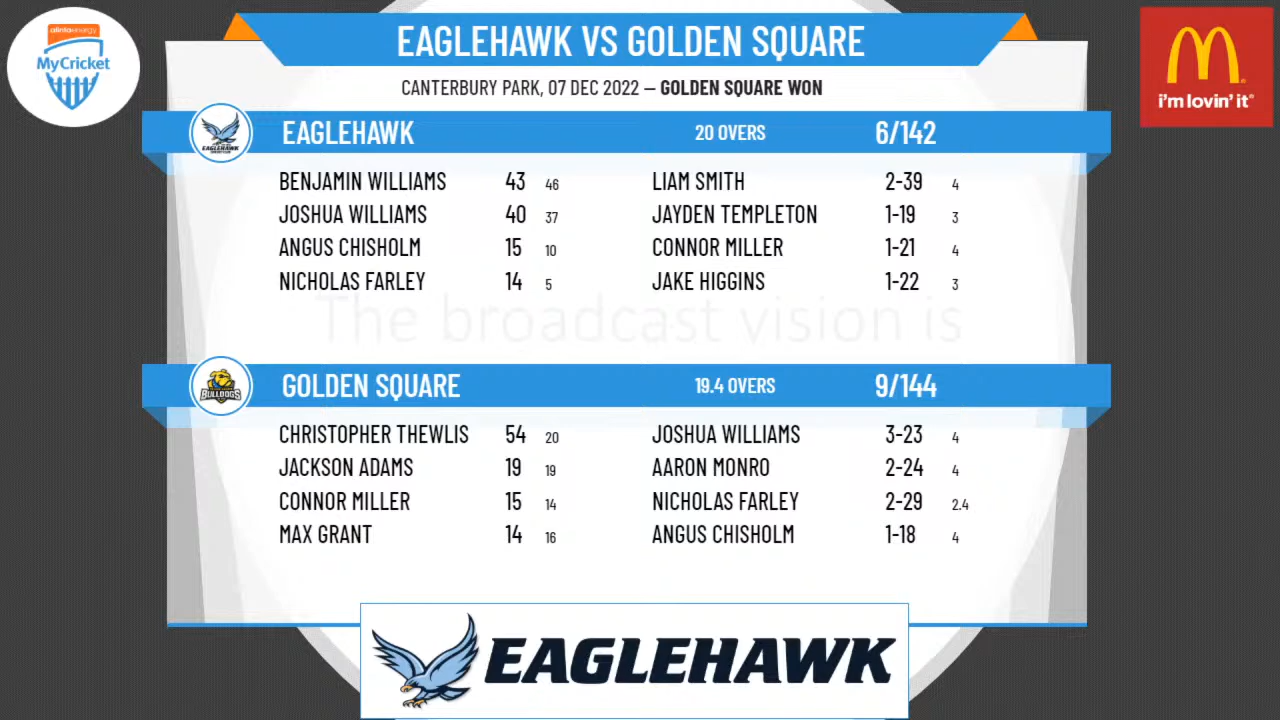 alinta energy
MyCricket
EAGLEHAWK VS GOLDEN SQUARE
CANTERBURY PARK, 07 DEC 2022 – GOLDEN SQUARE WON
i'm lovin' it®
EAGLEHAWK
EAGLEHAWK 20 OVERS 6/142
BENJAMIN WILLIAMS 43 46 LIAM SMITH 2-39 4
JOSHUA WILLIAMS 40 37 JAYDEN TEMPLETON 1-19 3
ANGUS CHISHOLM 15 10 CONNOR MILLER 1-21 4
NICHOLAS FARLEY 14 5 JAKE HIGGINS 1-22 3
The broadcast vision is
BULLDOGS
GOLDEN SQUARE 19.4 OVERS 9/144
CHRISTOPHER THEWLIS 54 20 JOSHUA WILLIAMS 3-23 4
JACKSON ADAMS 19 19 AARON MONRO 2-24 4
CONNOR MILLER 15 14 NICHOLAS FARLEY 2-29 2.4
MAX GRANT 14 16 ANGUS CHISHOLM 1-18 4
EAGLEHAWK